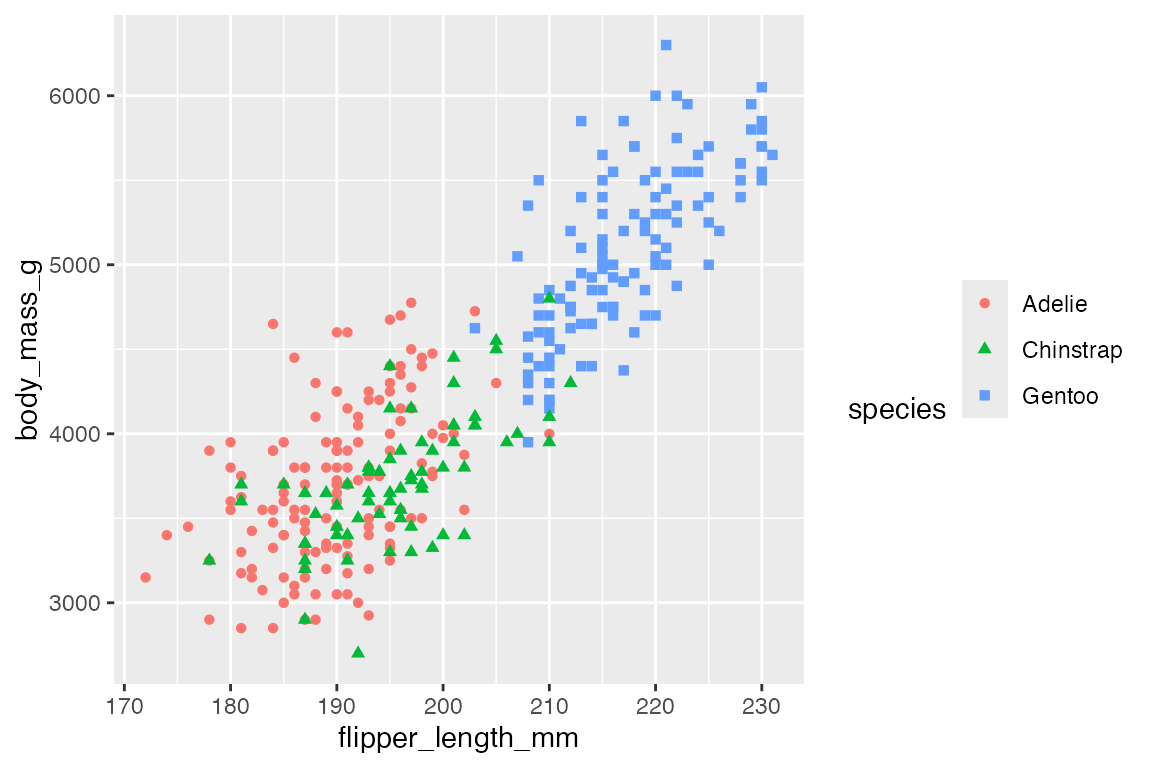 body_mass_g
6000
5000
4000
3000
170 180 190 200 210 220 230
flipper_length_mm
species
Adelie
Chinstrap
Gentoo